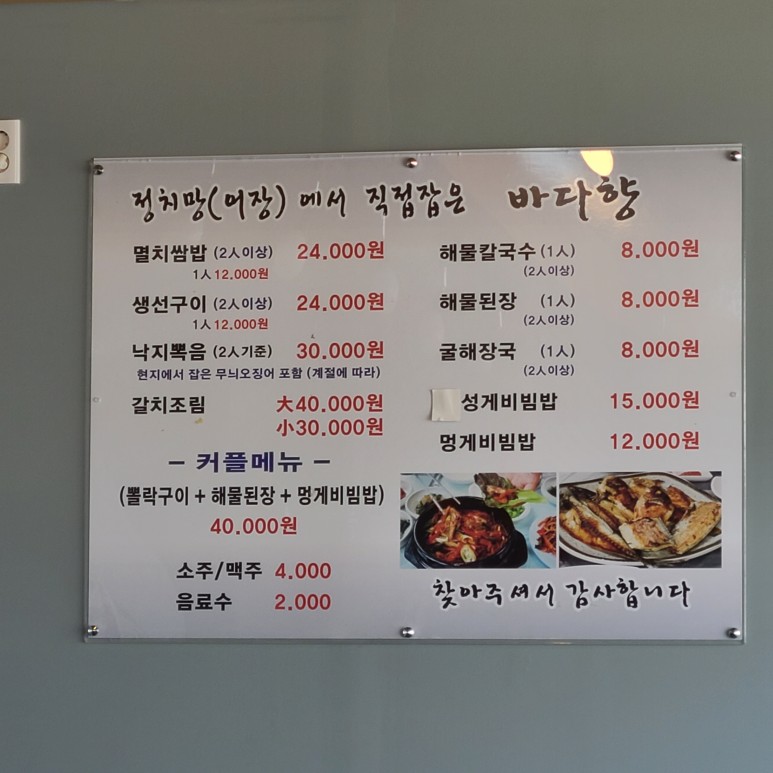 정치망(어장)에서 직접잡은 바다향
멸치쌈밥 (2人이상) 24.000원
1人 12.000원
생선구이 (2人이상) 24.000원
1人 12.000원
낙지뽁음 (2人기준) 30.000원
현지에서 잡은 무늬오징어 포함 (계절에 따라)
갈치조림 大40.000원
小30.000원
- 커플메뉴 -
(뽈락구이 + 해물된장 + 멍게비빔밥)
40.000원
소주/맥주 4.000
음료수 2.000
해물칼국수 (1人) 8.000원
(2人이상)
해물된장 (1人) 8.000원
(2人이상)
굴해장국 (1人) 8.000원
(2人이상)
성게비빔밥 15.000원
멍게비빔밥 12.000원
찾아주셔서 감사합니다